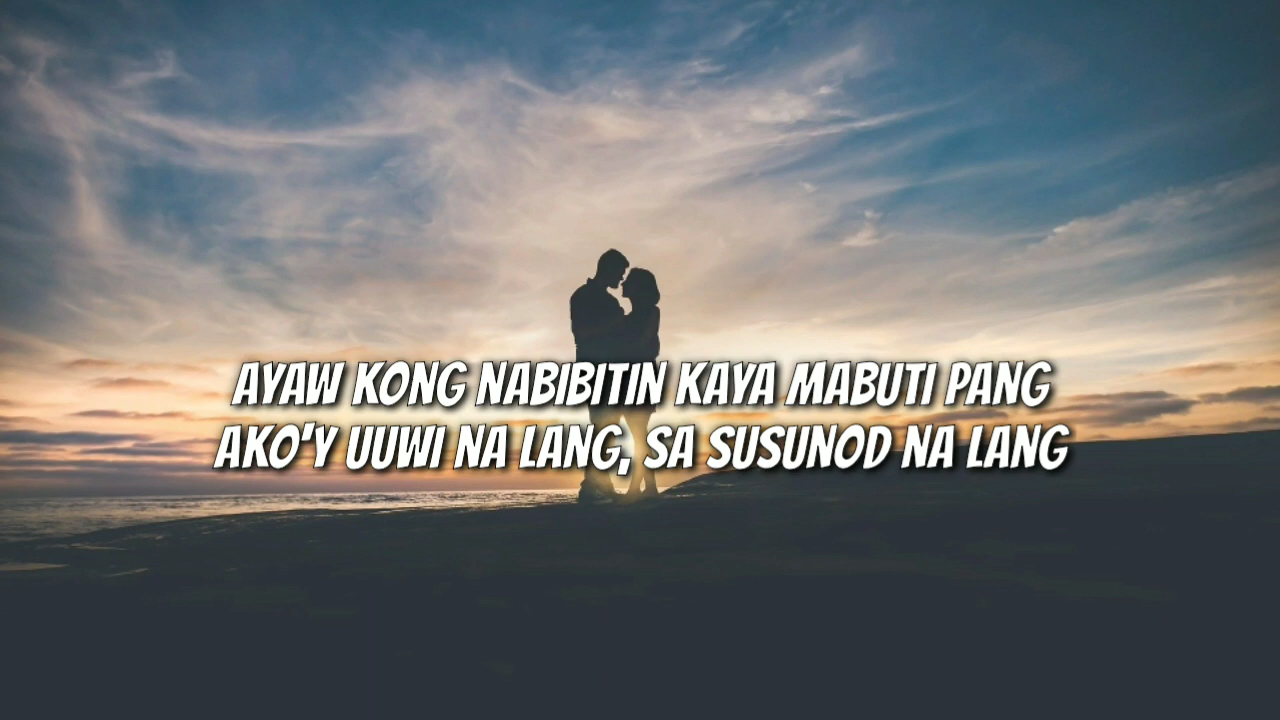 AYAW KONG NABIBITIN KAYA MABUTI PANG
AKO'Y UUWI NA LANG, SA SUSUNOD NA LANG